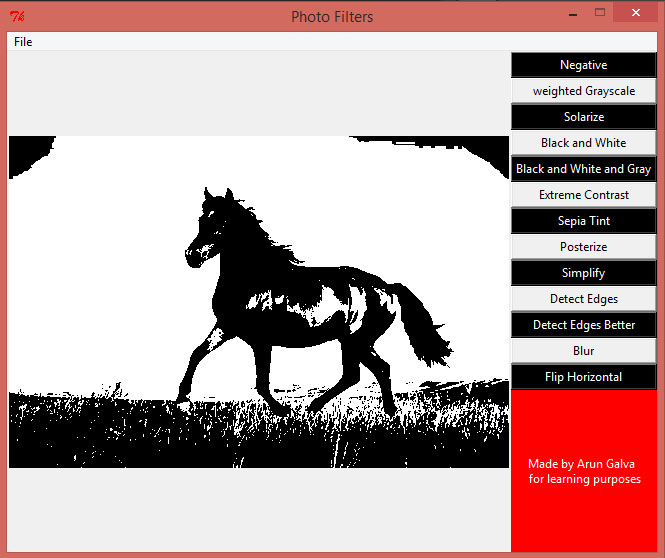 Photo Filters
File
Negative
weighted Grayscale
Solarize
Black and White
Black and White and Gray
Extreme Contrast
Sepia Tint
Posterize
Simplify
Detect Edges
Detect Edges Better
Blur
Flip Horizontal
Made by Arun Galva
for learning purposes